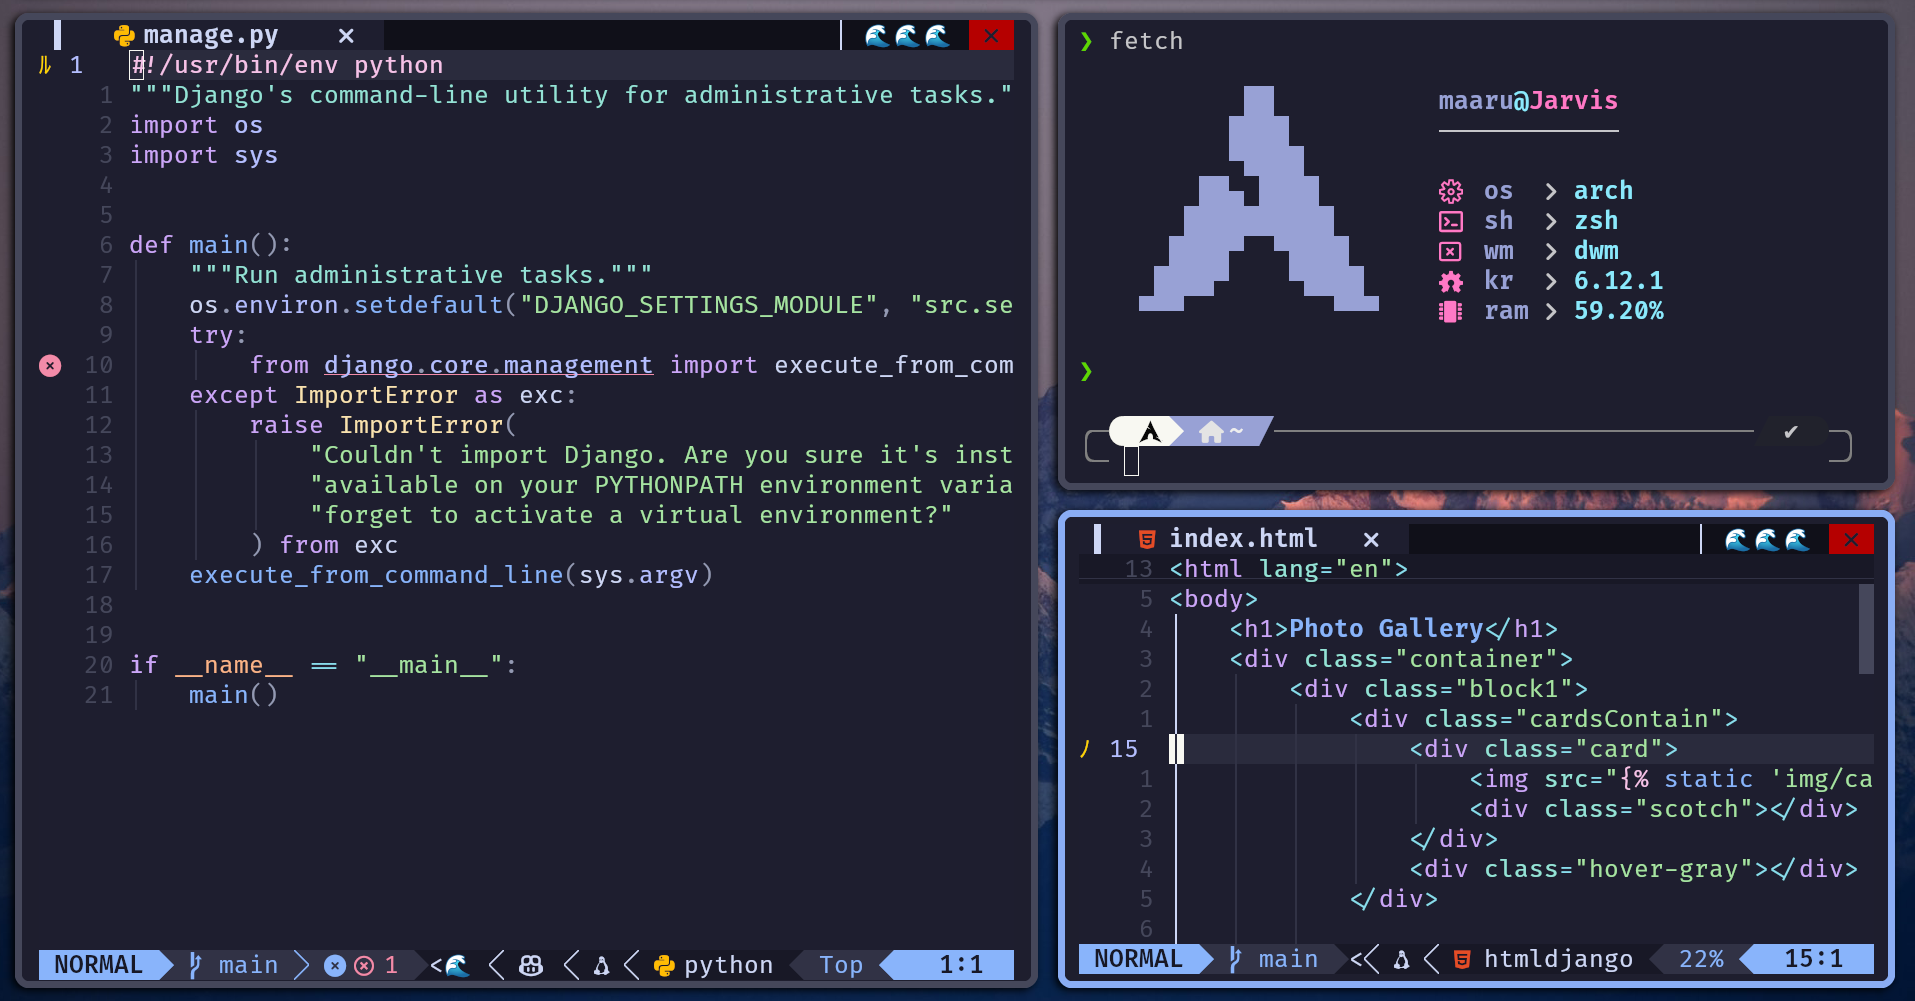 manage.py
1 #!/usr/bin/env python
1 """Django's command-line utility for administrative tasks."
2 import os
3 import sys
4
5
6 def main():
7 """Run administrative tasks."""
8 os.environ.setdefault("DJANGO_SETTINGS_MODULE", "src.se
9 try:
10 from django.core.management import execute_from_com
11 except ImportError as exc:
12 raise ImportError(
13 "Couldn't import Django. Are you sure it's inst
14 "available on your PYTHONPATH environment varia
15 "forget to activate a virtual environment?"
16 ) from exc
17 execute_from_command_line(sys.argv)
18
19
20 if __name__ == "__main__":
21 main()
NORMAL main 1 < python Top 1:1
❯ fetch
maaru@Jarvis
os > arch
sh > zsh
wm > dwm
kr > 6.12.1
ram > 59.20%
❯
~ ✔
index.html
13 <html lang="en">
5 <body>
4 <h1>Photo Gallery</h1>
3 <div class="container">
2 <div class="block1">
1 <div class="cardsContain">
15 <div class="card">
1 <img src="{% static 'img/ca
2 <div class="scotch"></div>
3 </div>
4 <div class="hover-gray"></div>
5 </div>
6
NORMAL main < htmldjango 22% 15:1